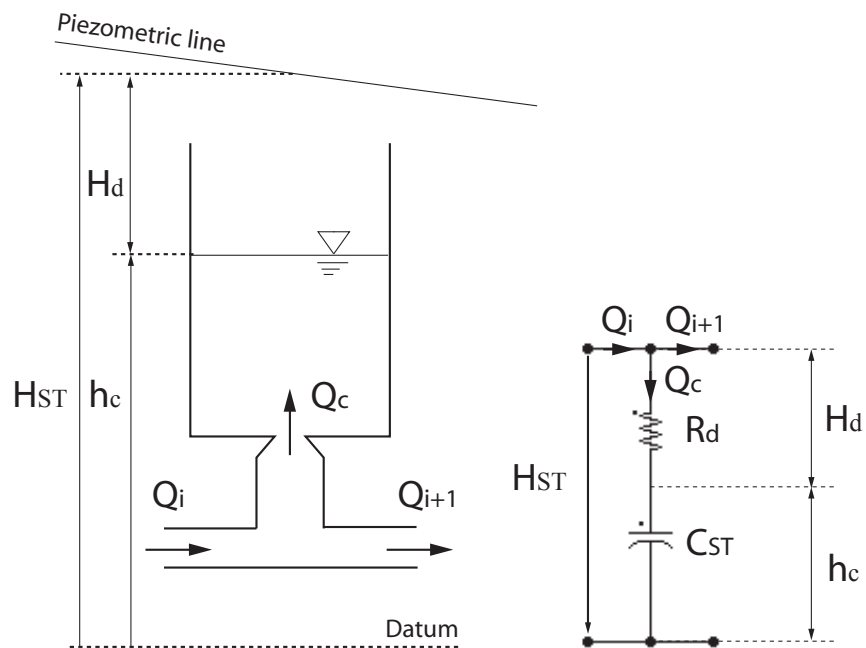 Piezometric line
Hd
HST
hc
Qc
Qi
Qi+1
Datum
Qi
Qi+1
Qc
Rd
Hd
HST
CST
hc